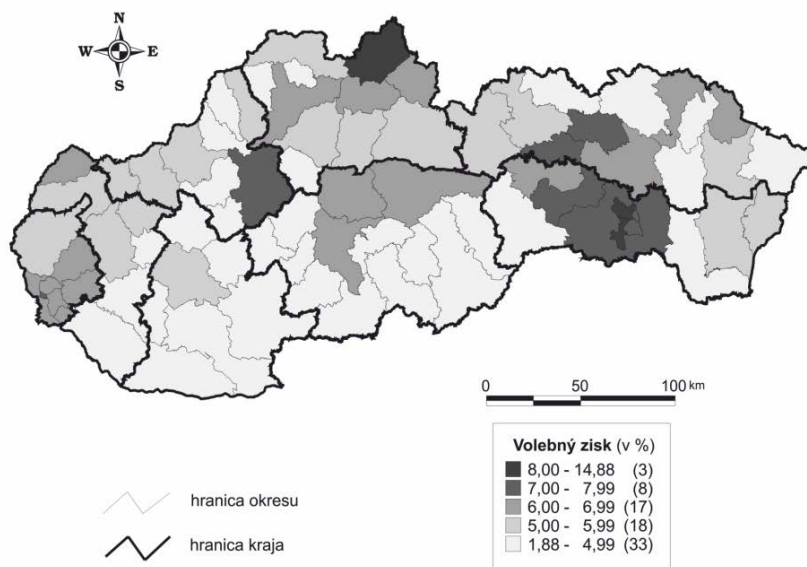 N
W E
S
0 50 100 km
Volebný zisk (v %)
8,00 - 14,88 (3)
7,00 - 7,99 (8)
6,00 - 6,99 (17)
5,00 - 5,99 (18)
1,88 - 4,99 (33)
hranica okresu
hranica kraja